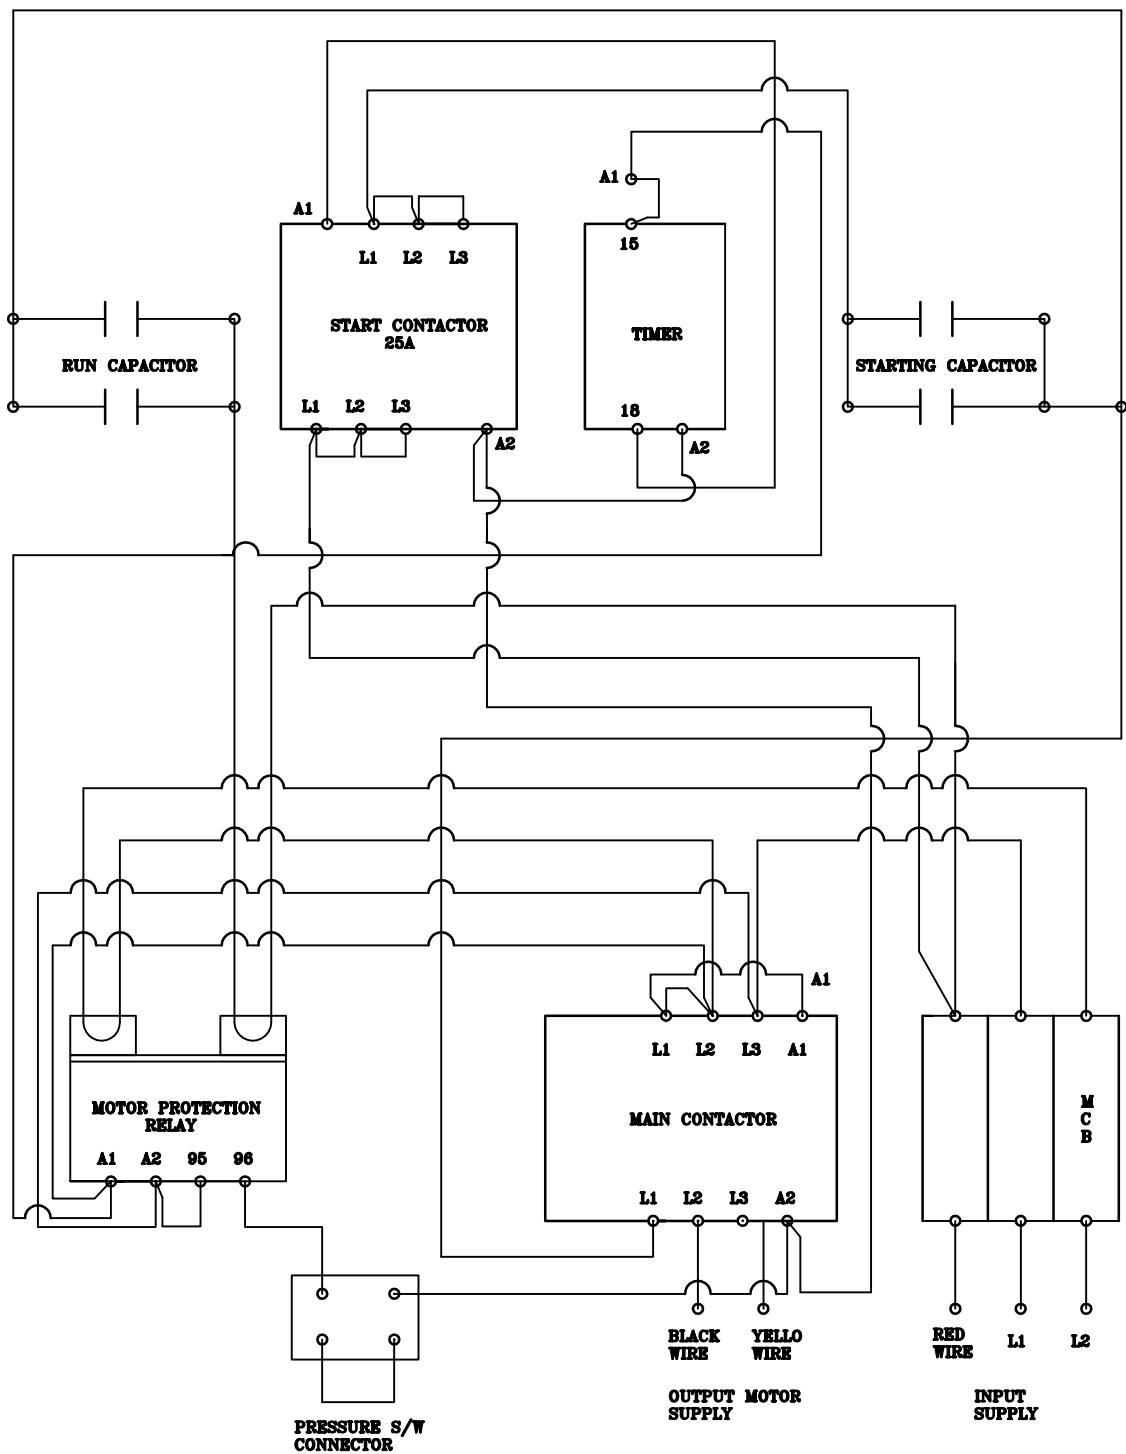 A1
A1
15
L1 L2 L3
START CONTACTOR
25A
TIMER
RUN CAPACITOR
STARTING CAPACITOR
L1 L2 L3
18
A2
A2
A1
L1 L2 L3 A1
MOTOR PROTECTION
RELAY
MAIN CONTACTOR
M
C
B
A1 A2 95 96
L1 L2 L3 A2
BLACK
WIRE
YELLO
WIRE
RED
WIRE
L1
L2
OUTPUT MOTOR
SUPPLY
INPUT
SUPPLY
PRESSURE S/W
CONNECTOR